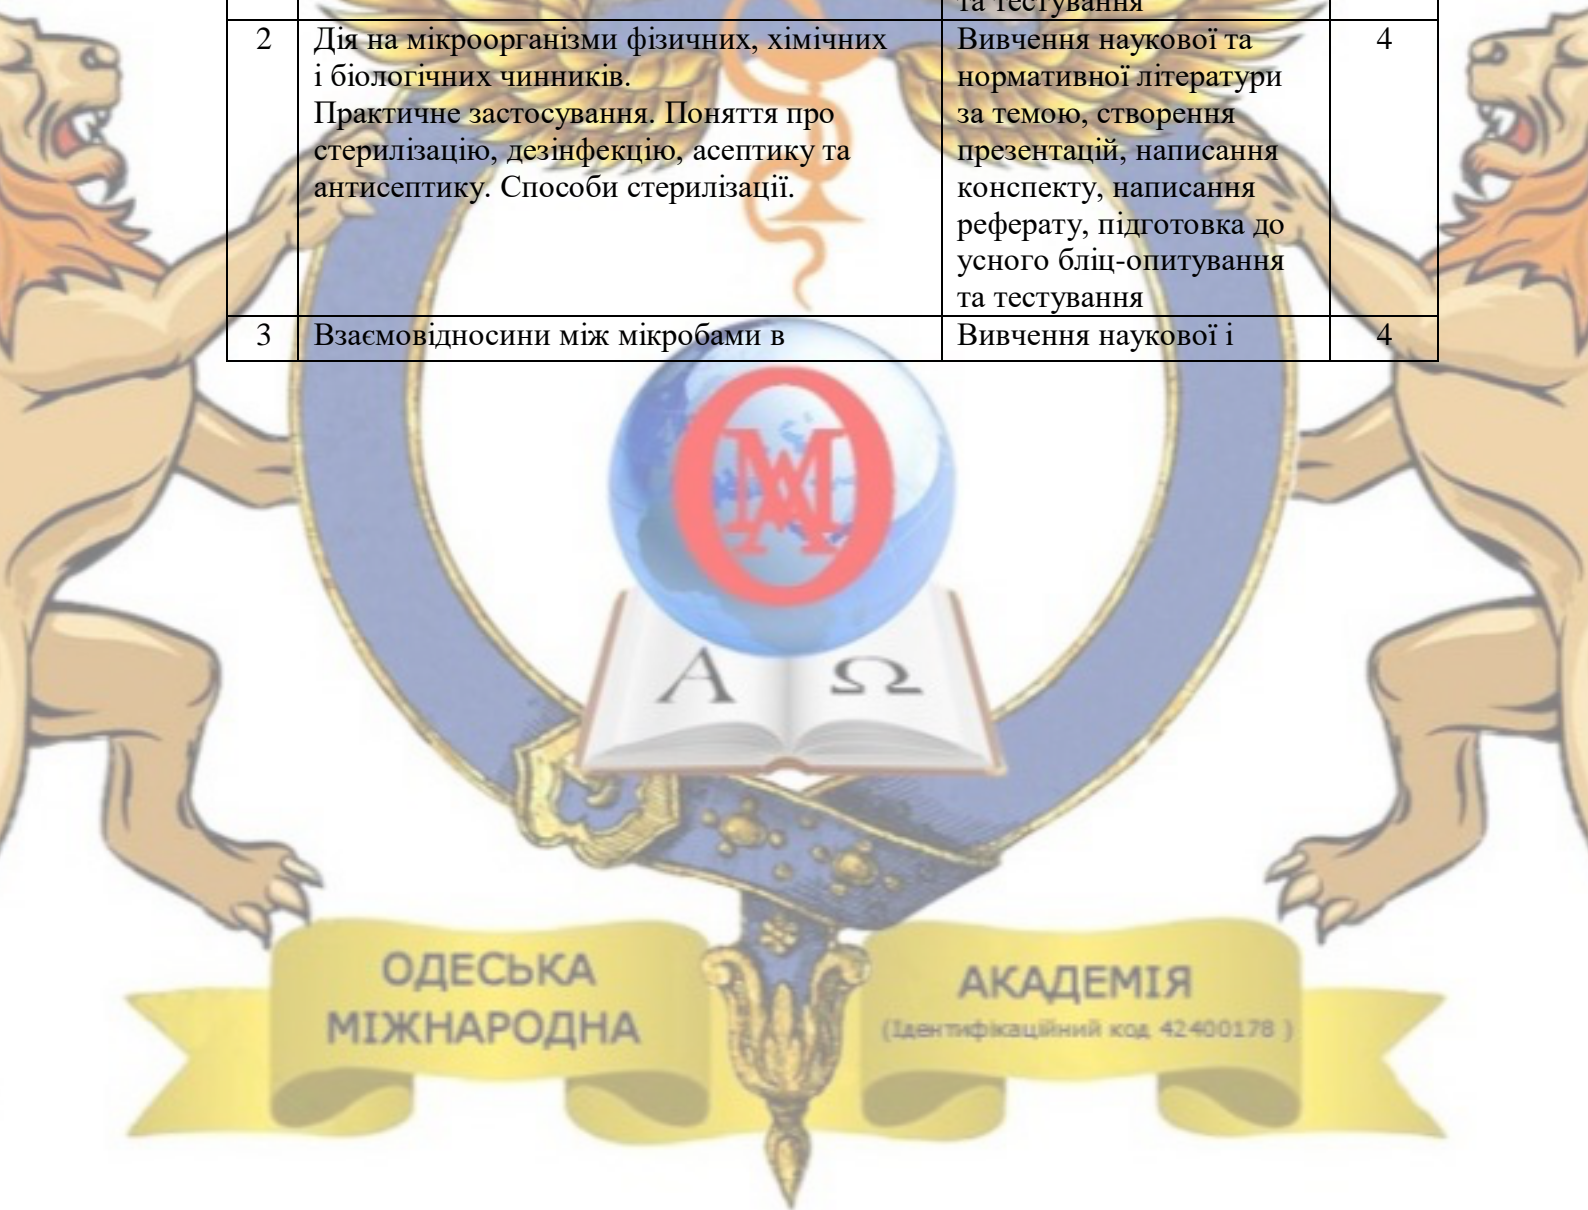 та тестування
2 Дія на мікроорганізми фізичних, хімічних Вивчення наукової та 4
і біологічних чинників. нормативної літератури
Практичне застосування. Поняття про за темою, створення
стерилізацію, дезінфекцію, асептику та презентацій, написання
антисептику. Способи стерилізації. конспекту, написання
реферату, підготовка до
усного бліц-опитування
та тестування
3 Взаємовідносини між мікробами в Вивчення наукової і 4
ОМА
Α Ω
ОДЕСЬКА
МІЖНАРОДНА
АКАДЕМІЯ
(Ідентифікаційний код 42400178 )